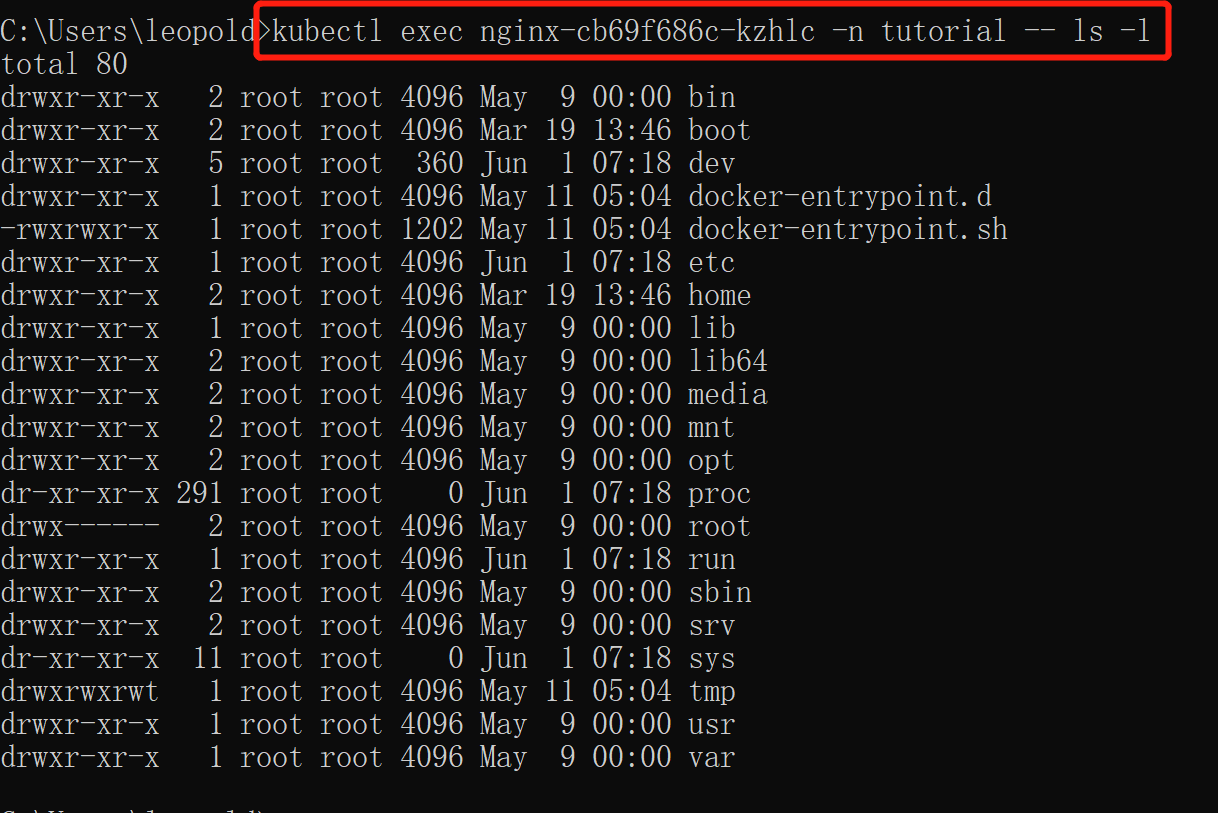 C:\Users\leopold>kubectl exec nginx-cb69f686c-kzhlc -n tutorial -- ls -l
total 80
drwxr-xr-x   2 root root 4096 May  9 00:00 bin
drwxr-xr-x   2 root root 4096 Mar 19 13:46 boot
drwxr-xr-x   5 root root  360 Jun  1 07:18 dev
drwxr-xr-x   1 root root 4096 May 11 05:04 docker-entrypoint.d
-rwxrwxr-x   1 root root 1202 May 11 05:04 docker-entrypoint.sh
drwxr-xr-x   1 root root 4096 Jun  1 07:18 etc
drwxr-xr-x   2 root root 4096 Mar 19 13:46 home
drwxr-xr-x   1 root root 4096 May  9 00:00 lib
drwxr-xr-x   2 root root 4096 May  9 00:00 lib64
drwxr-xr-x   2 root root 4096 May  9 00:00 media
drwxr-xr-x   2 root root 4096 May  9 00:00 mnt
drwxr-xr-x   2 root root 4096 May  9 00:00 opt
dr-xr-xr-x 291 root root    0 Jun  1 07:18 proc
drwx------   2 root root 4096 May  9 00:00 root
drwxr-xr-x   1 root root 4096 Jun  1 07:18 run
drwxr-xr-x   2 root root 4096 May  9 00:00 sbin
drwxr-xr-x   2 root root 4096 May  9 00:00 srv
dr-xr-xr-x  11 root root    0 Jun  1 07:18 sys
drwxrwxrwt   1 root root 4096 May 11 05:04 tmp
drwxr-xr-x   1 root root 4096 May  9 00:00 usr
drwxr-xr-x   1 root root 4096 May  9 00:00 var